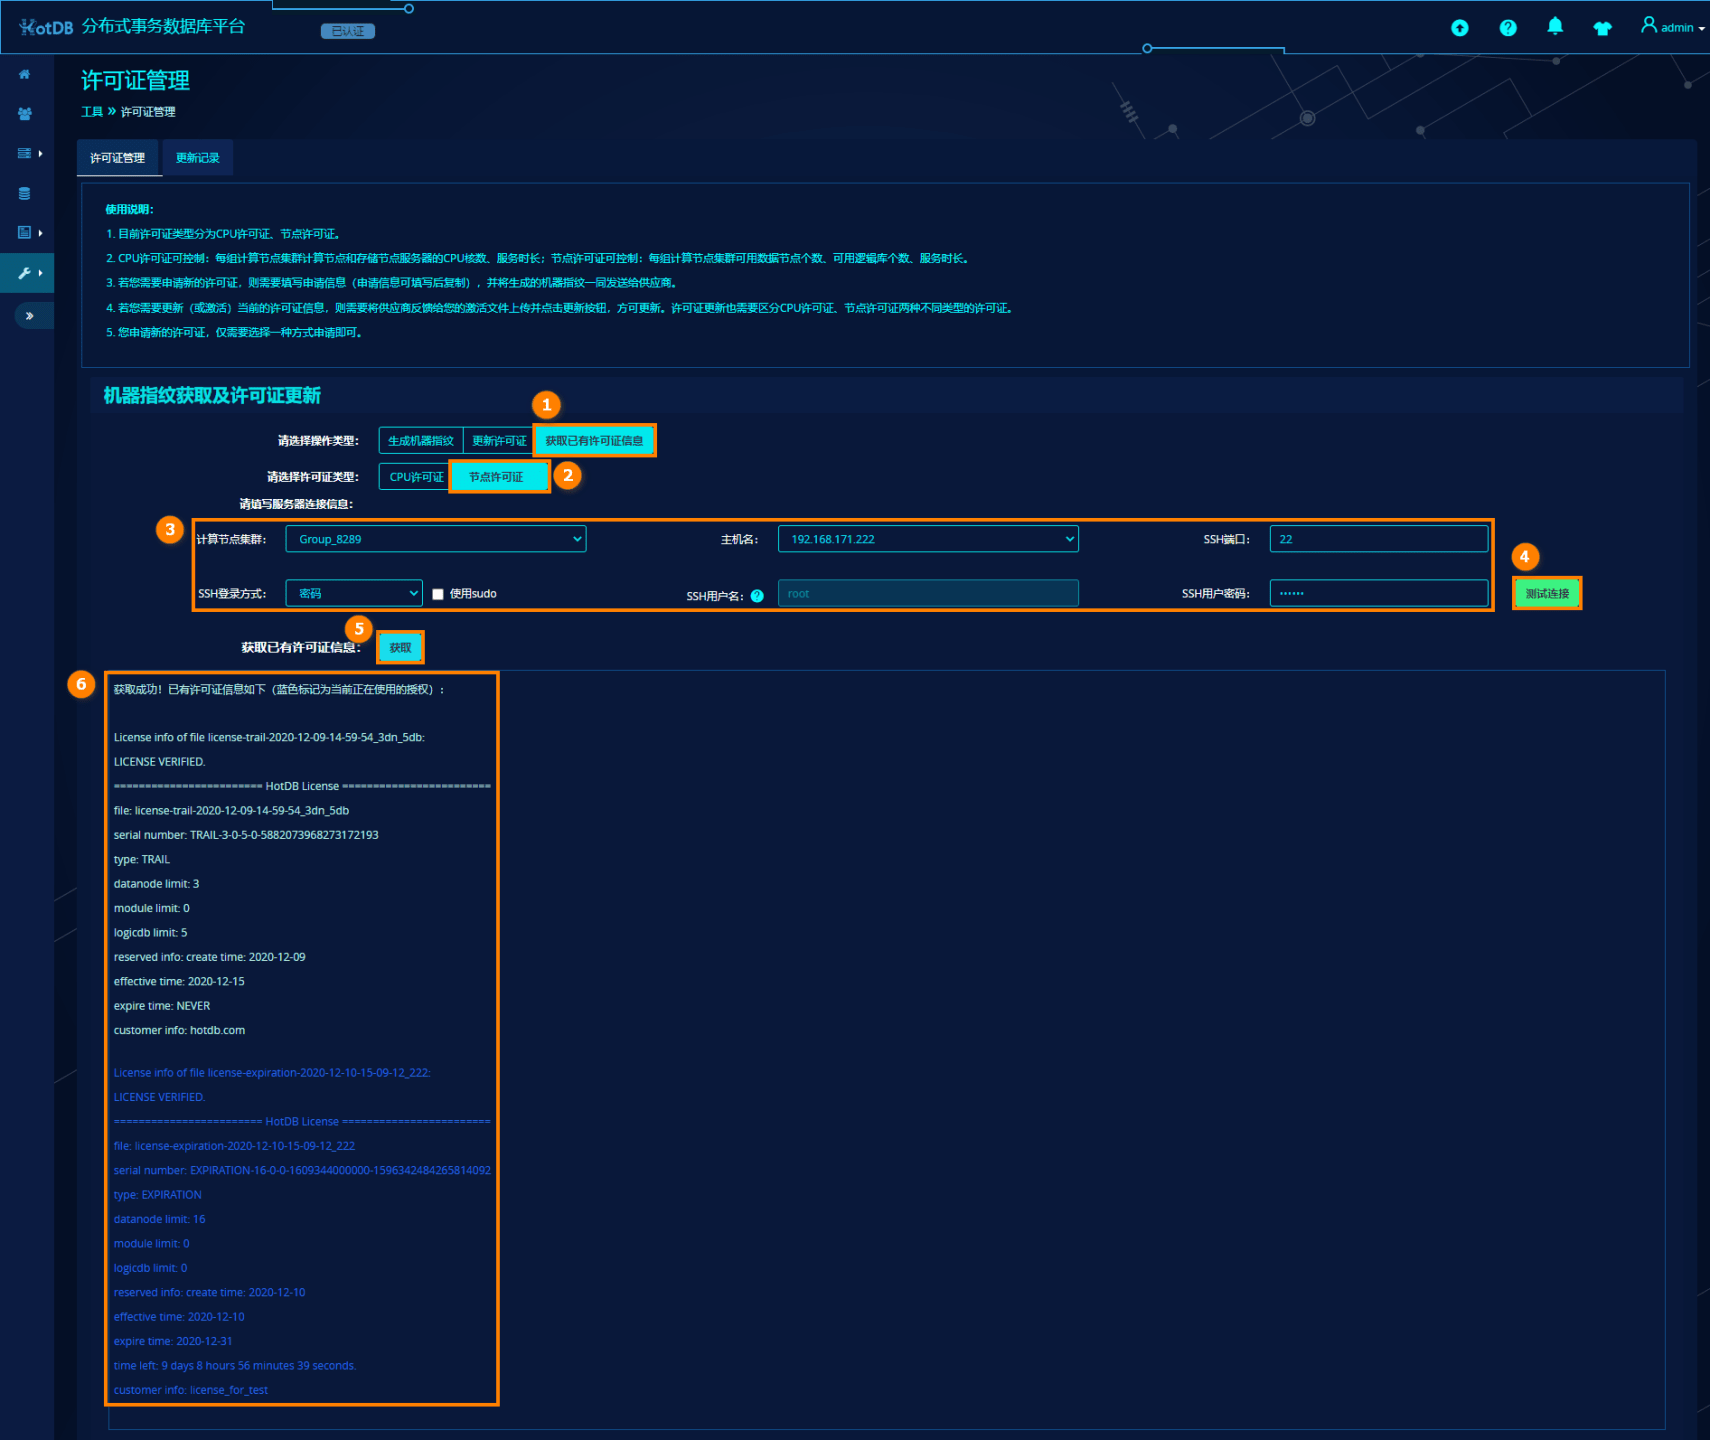 HotDB 分布式事务数据库平台
已认证
admin
许可证管理
工具 » 许可证管理
许可证管理
更新记录
使用说明：
1. 目前许可证类型分为CPU许可证、节点许可证。
2. CPU许可证可控制：每组计算节点集群计算节点和存储节点服务器的CPU核数、服务时长；节点许可证可控制：每组计算节点集群可用数据节点个数、可用逻辑库个数、服务时长。
3. 若您需要申请新的许可证，则需要填写申请信息（申请信息可填写后复制），并将生成的机器指纹一同发送给供应商。
4. 若您需要更新（或激活）当前的许可证信息，则需要将供应商反馈给您的激活文件上传并点击更新按钮，方可更新。许可证更新也需要区分CPU许可证、节点许可证两种不同类型的许可证。
5. 您申请新的许可证，仅需要选择一种方式申请即可。
机器指纹获取及许可证更新
1
请选择操作类型： 生成机器指纹 更新许可证 获取已有许可证信息
请选择许可证类型： CPU许可证 节点许可证 2
请填写服务器连接信息：
3
计算节点集群： Group_8289 主机名： 192.168.171.222 SSH端口： 22
4
SSH登录方式： 密码 使用sudo SSH用户名： ? root SSH用户密码： ······ 测试连接
5
获取已有许可证信息： 获取
6
获取成功！已有许可证信息如下（蓝色标记为当前正在使用的授权）：
License info of file license-trail-2020-12-09-14-59-54_3dn_5db:
LICENSE VERIFIED.
======================== HotDB License ========================
file: license-trail-2020-12-09-14-59-54_3dn_5db
serial number: TRAIL-3-0-5-0-5882073968273172193
type: TRAIL
datanode limit: 3
module limit: 0
logicdb limit: 5
reserved info: create time: 2020-12-09
effective time: 2020-12-15
expire time: NEVER
customer info: hotdb.com
License info of file license-expiration-2020-12-10-15-09-12_222:
LICENSE VERIFIED.
======================== HotDB License ========================
file: license-expiration-2020-12-10-15-09-12_222
serial number: EXPIRATION-16-0-0-1609344000000-1596342484265814092
type: EXPIRATION
datanode limit: 16
module limit: 0
logicdb limit: 0
reserved info: create time: 2020-12-10
effective time: 2020-12-10
expire time: 2020-12-31
time left: 9 days 8 hours 56 minutes 39 seconds.
customer info: license_for_test